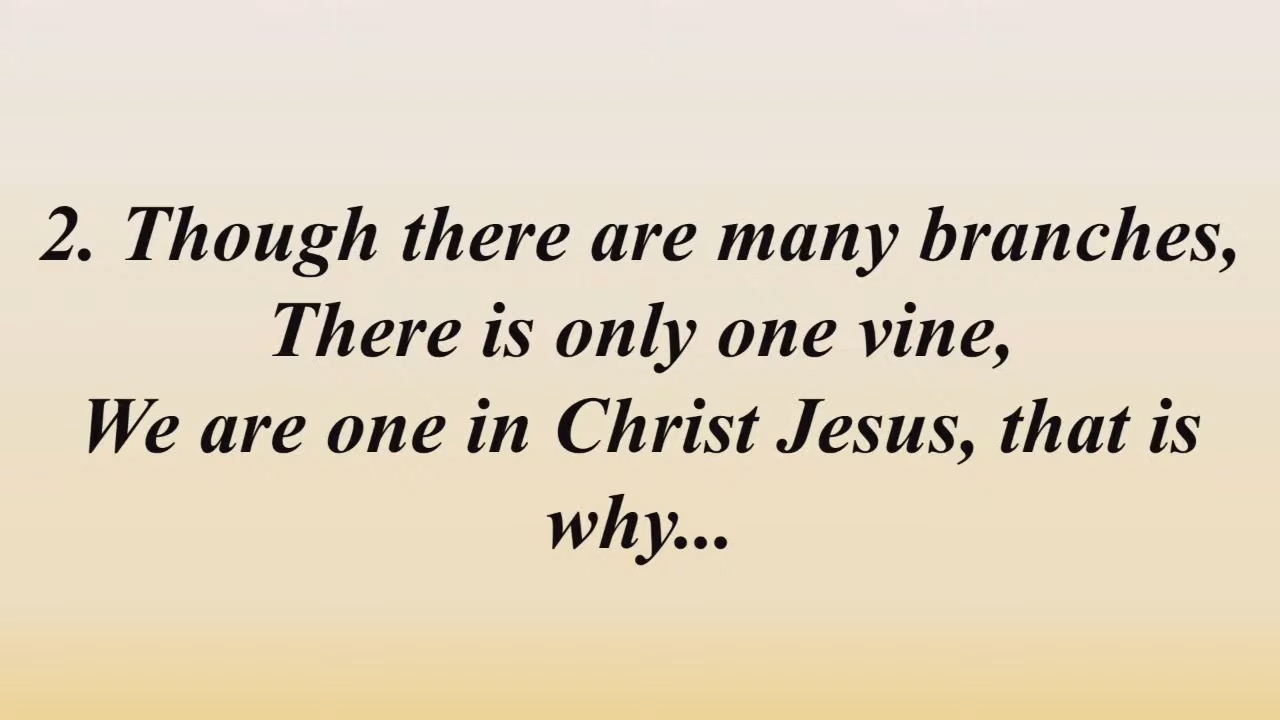 2. Though there are many branches,
There is only one vine,
We are one in Christ Jesus, that is
why...